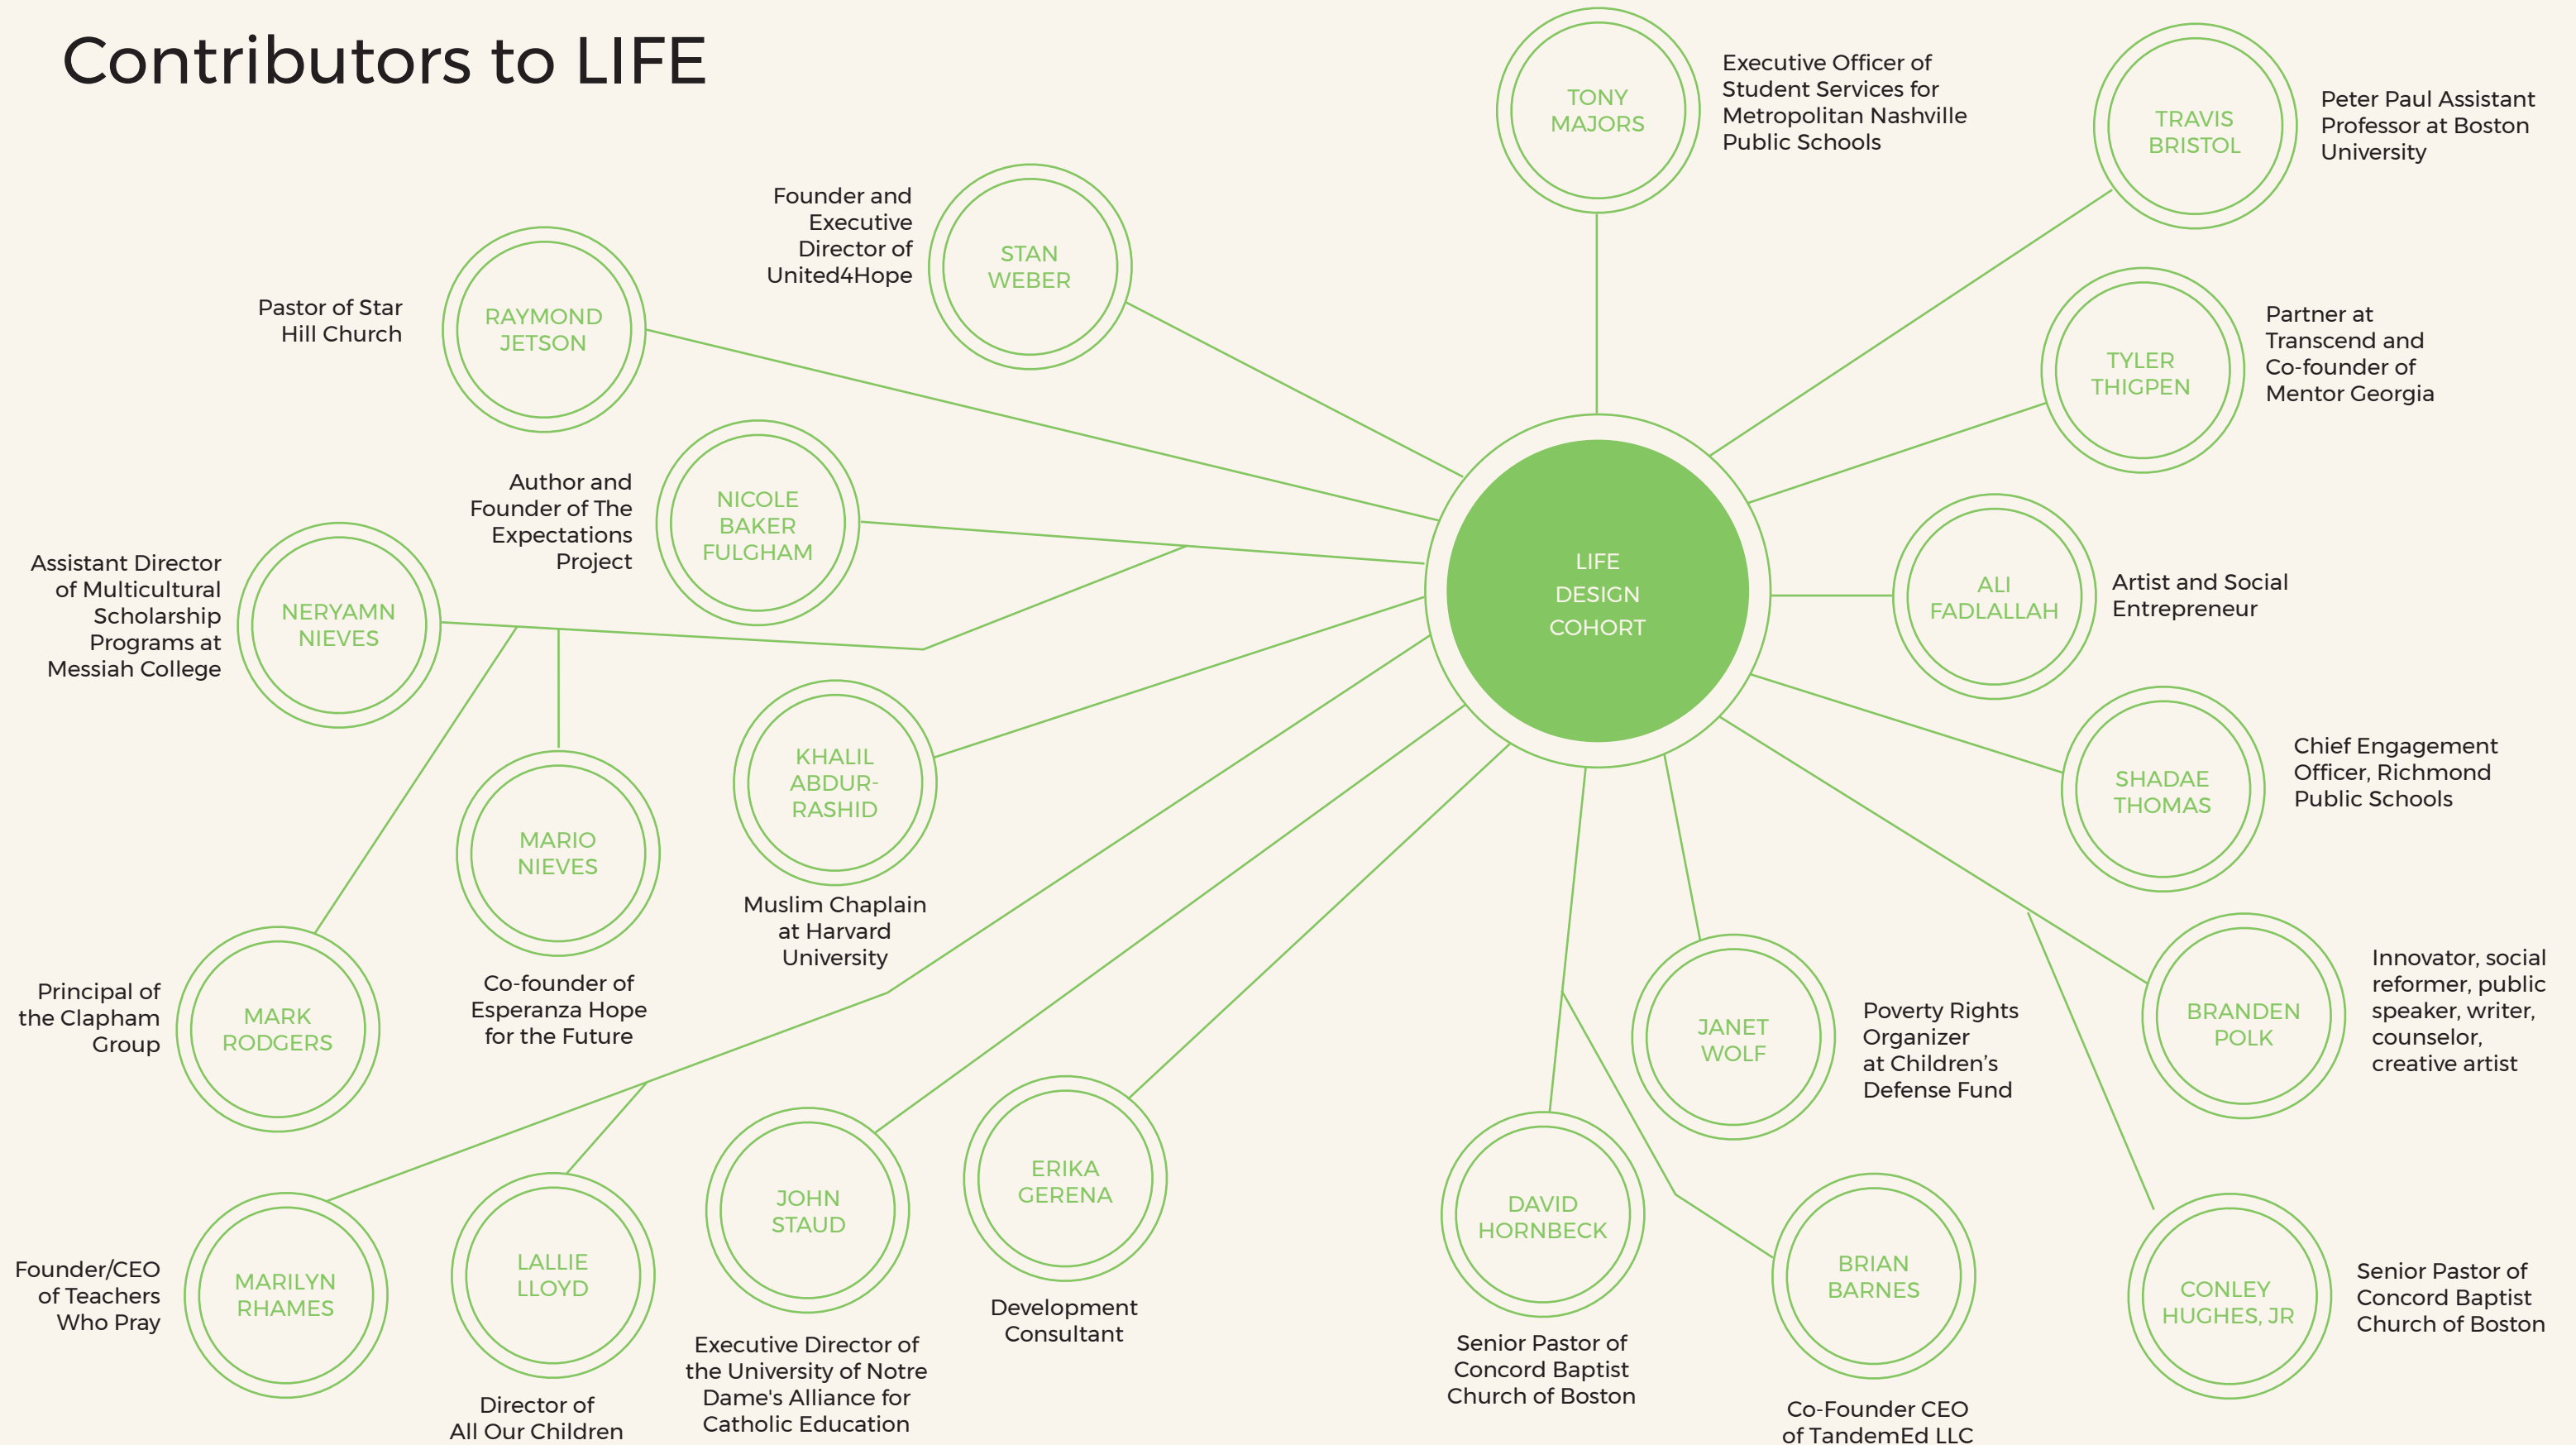 Contributors to LIFE
TONY
MAJORS
Executive Officer of
Student Services for
Metropolitan Nashville
Public Schools
TRAVIS
BRISTOL
Peter Paul Assistant
Professor at Boston
University
Founder and
Executive
Director of
United4Hope
STAN
WEBER
Pastor of Star
Hill Church
RAYMOND
JETSON
TYLER
THIGPEN
Partner at
Transcend and
Co-founder of
Mentor Georgia
Author and
Founder of The
Expectations
Project
NICOLE
BAKER
FULGHAM
LIFE
DESIGN
COHORT
ALI
FADLALLAH
Artist and Social
Entrepreneur
Assistant Director
of Multicultural
Scholarship
Programs at
Messiah College
NERYAMN
NIEVES
KHALIL
ABDUR-
RASHID
Muslim Chaplain
at Harvard
University
SHADAE
THOMAS
Chief Engagement
Officer, Richmond
Public Schools
MARIO
NIEVES
Co-founder of
Esperanza Hope
for the Future
Principal of
the Clapham
Group
MARK
RODGERS
JANET
WOLF
Poverty Rights
Organizer
at Children’s
Defense Fund
BRANDEN
POLK
Innovator, social
reformer, public
speaker, writer,
counselor,
creative artist
Founder/CEO
of Teachers
Who Pray
MARILYN
RHAMES
LALLIE
LLOYD
Director of
All Our Children
JOHN
STAUD
Executive Director of
the University of Notre
Dame's Alliance for
Catholic Education
ERIKA
GERENA
Development
Consultant
DAVID
HORNBECK
Senior Pastor of
Concord Baptist
Church of Boston
BRIAN
BARNES
Co-Founder CEO
of TandemEd LLC
CONLEY
HUGHES, JR
Senior Pastor of
Concord Baptist
Church of Boston